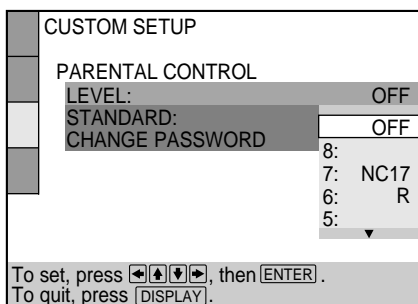 CUSTOM SETUP
PARENTAL CONTROL
LEVEL: OFF
STANDARD:
OFF
CHANGE PASSWORD
8:
7: NC17
6: R
5:
To set, press ←↑↓→, then ENTER.
To quit, press DISPLAY.